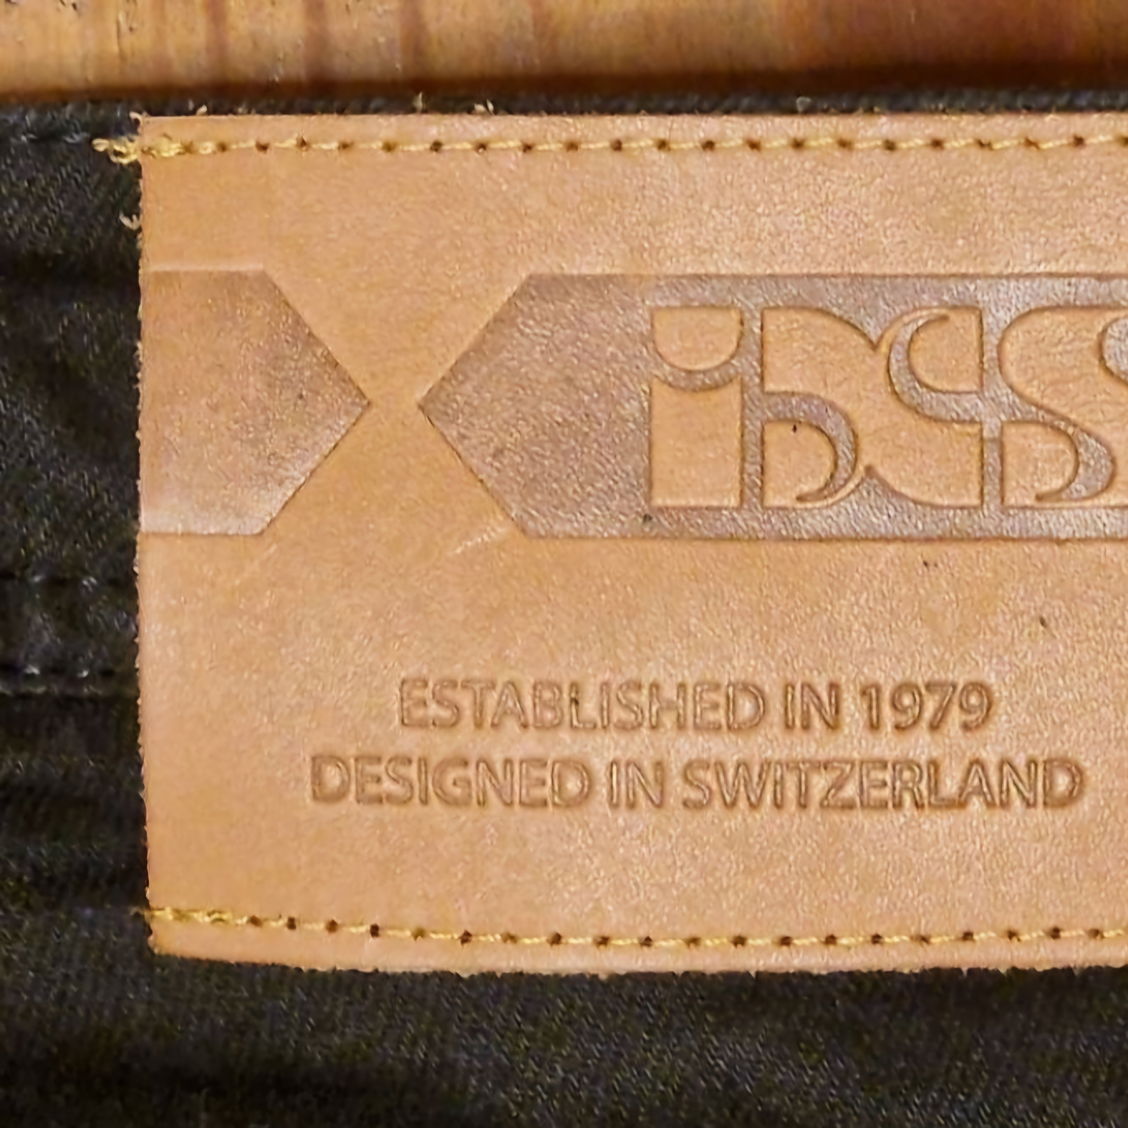 iXS
ESTABLISHED IN 1979
DESIGNED IN SWITZERLAND